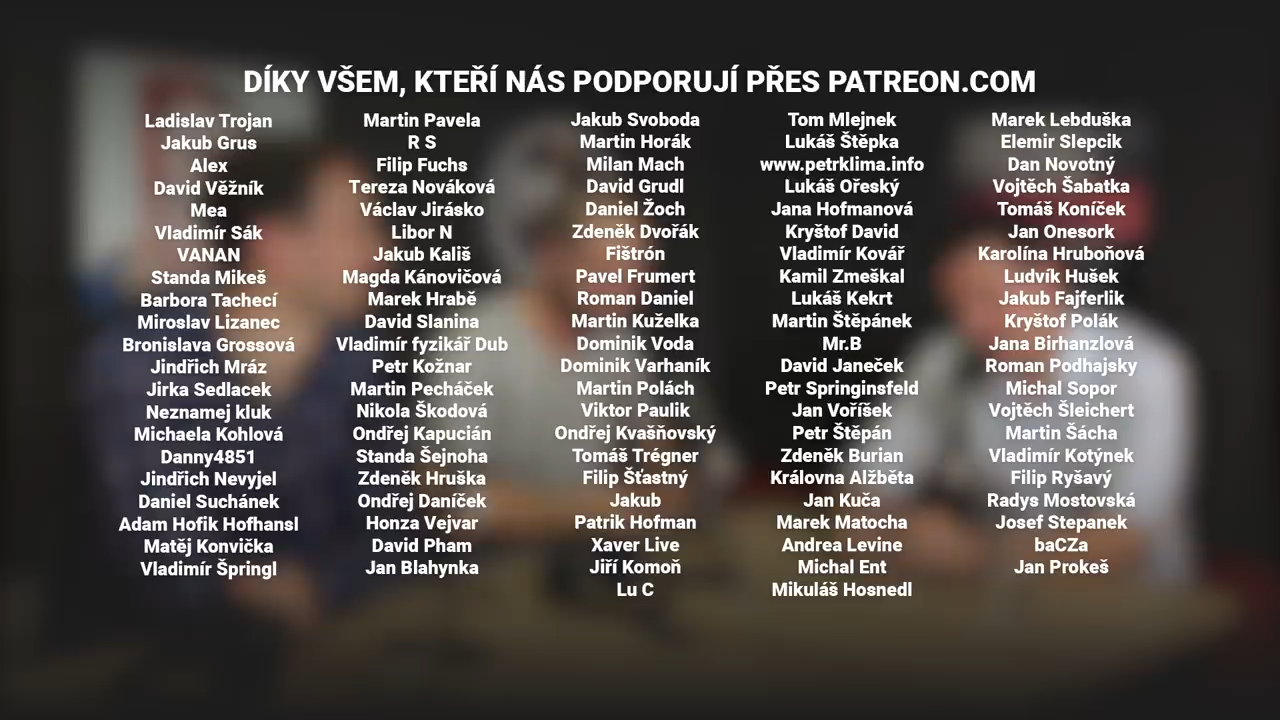 DÍKY VŠEM, KTEŘÍ NÁS PODPORUJÍ PŘES PATREON.COM
Ladislav Trojan
Jakub Grus
Alex
David Věžník
Mea
Vladimír Sák
VANAN
Standa Mikeš
Barbora Tachecí
Miroslav Lizanec
Bronislava Grossová
Jindřich Mráz
Jirka Sedlacek
Neznamej kluk
Michaela Kohlová
Danny4851
Jindřich Nevyjel
Daniel Suchánek
Adam Hofik Hofhansl
Matěj Konvička
Vladimír Špringl
Martin Pavela
R S
Filip Fuchs
Tereza Nováková
Václav Jirásko
Libor N
Jakub Kališ
Magda Kánovičová
Marek Hrabě
David Slanina
Vladimír fyzikář Dub
Petr Kožnar
Martin Pecháček
Nikola Škodová
Ondřej Kapucián
Standa Šejnoha
Zdeněk Hruška
Ondřej Daníček
Honza Vejvar
David Pham
Jan Blahynka
Jakub Svoboda
Martin Horák
Milan Mach
David Grudl
Daniel Žoch
Zdeněk Dvořák
Fištrón
Pavel Frumert
Roman Daniel
Martin Kuželka
Dominik Voda
Dominik Varhaník
Martin Polách
Viktor Paulik
Ondřej Kvašňovský
Tomáš Trégner
Filip Šťastný
Jakub
Patrik Hofman
Xaver Live
Jiří Komoň
Lu C
Tom Mlejnek
Lukáš Štěpka
www.petrklima.info
Lukáš Ořeský
Jana Hofmanová
Kryštof David
Vladimír Kovář
Kamil Zmeškal
Lukáš Kekrt
Martin Štěpánek
Mr.B
David Janeček
Petr Springinsfeld
Jan Voříšek
Petr Štěpán
Zdeněk Burian
Královna Alžběta
Jan Kuča
Marek Matocha
Andrea Levine
Michal Ent
Mikuláš Hosnedl
Marek Lebduška
Elemir Slepcik
Dan Novotný
Vojtěch Šabatka
Tomáš Koníček
Jan Onesork
Karolína Hruboňová
Ludvík Hušek
Jakub Fajferlik
Kryštof Polák
Jana Birhanzlová
Roman Podhajsky
Michal Sopor
Vojtěch Šleichert
Martin Šácha
Vladimír Kotýnek
Filip Ryšavý
Radys Mostovská
Josef Stepanek
baCZa
Jan Prokeš